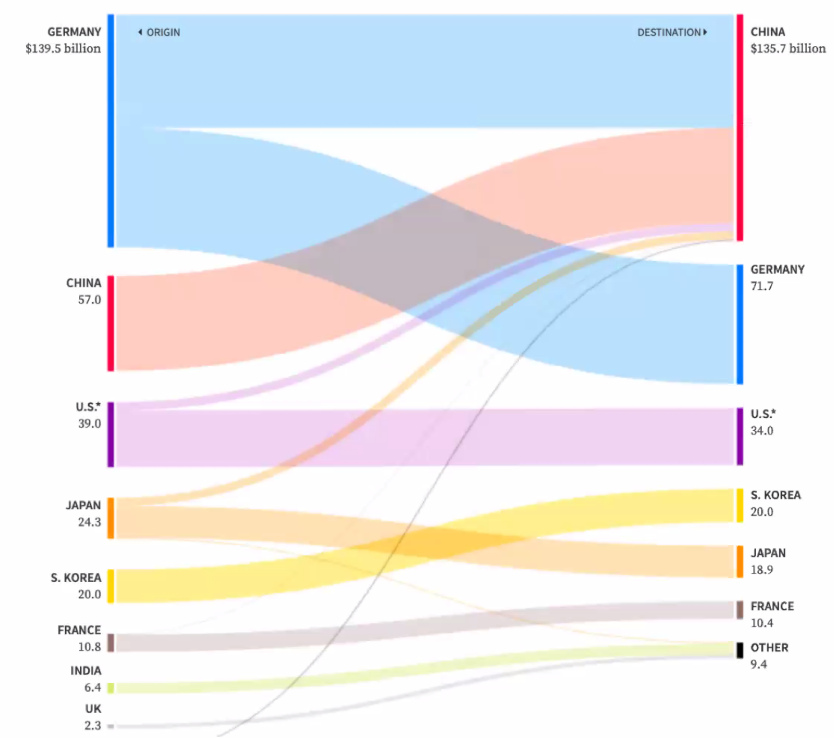 GERMANY
$139.5 billion
◄ ORIGIN
DESTINATION ►
CHINA
$135.7 billion
GERMANY
71.7
CHINA
57.0
U.S.*
39.0
U.S.*
34.0
S. KOREA
20.0
JAPAN
24.3
JAPAN
18.9
S. KOREA
20.0
FRANCE
10.4
FRANCE
10.8
OTHER
9.4
INDIA
6.4
UK
2.3